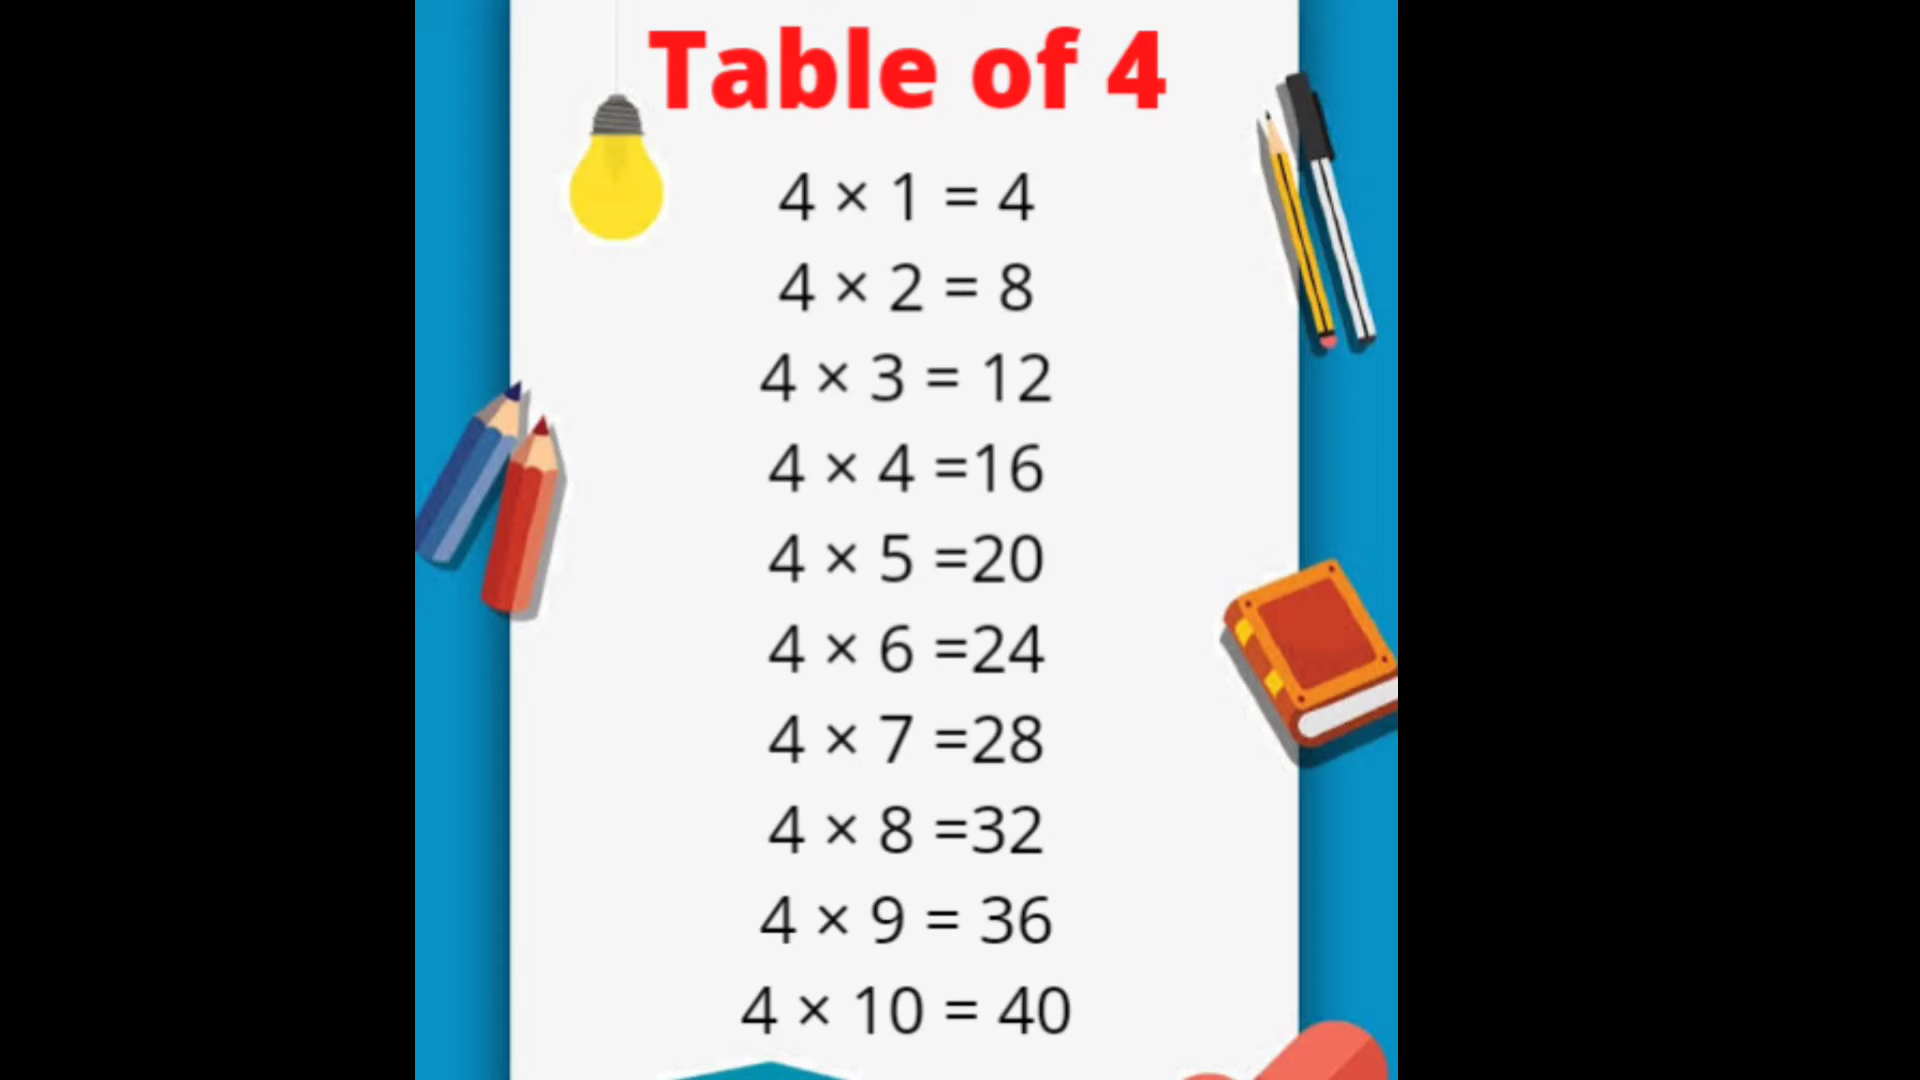 Table of 4
4 × 1 = 4
4 × 2 = 8
4 × 3 = 12
4 × 4 =16
4 × 5 =20
4 × 6 =24
4 × 7 =28
4 × 8 =32
4 × 9 = 36
4 × 10 = 40